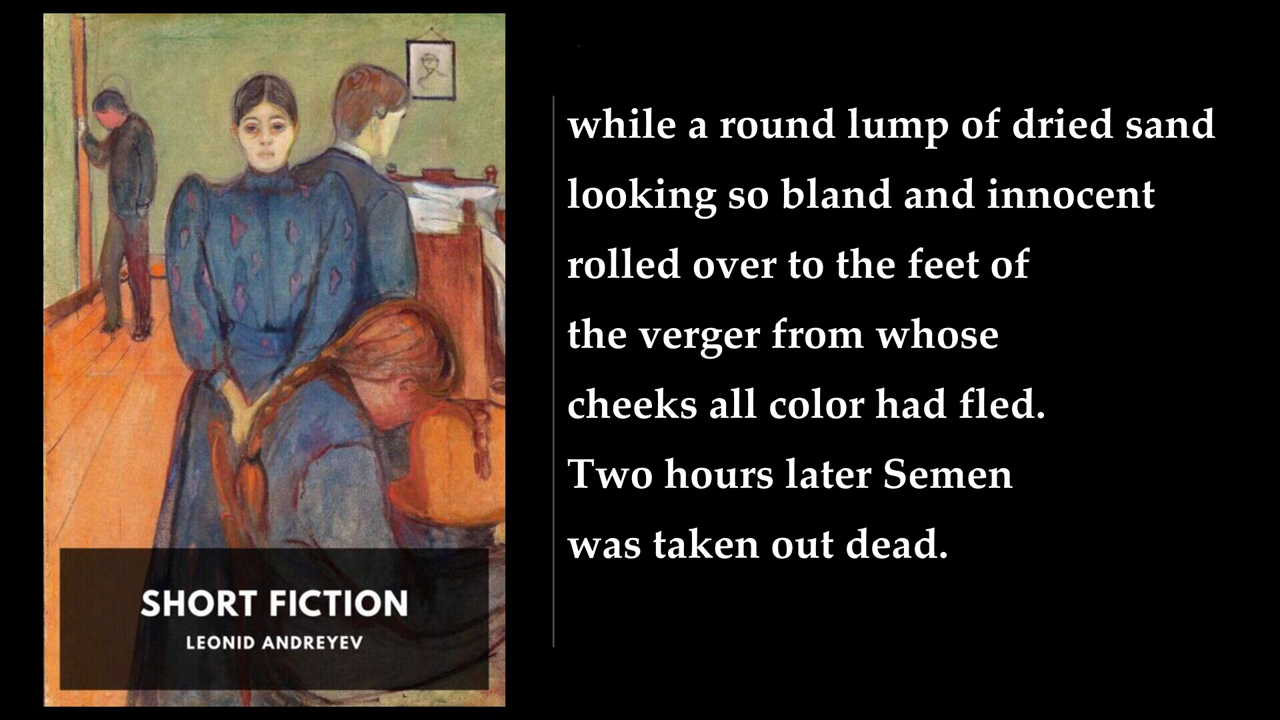 SHORT FICTION
LEONID ANDREYEV
while a round lump of dried sand
looking so bland and innocent
rolled over to the feet of
the verger from whose
cheeks all color had fled.
Two hours later Semen
was taken out dead.